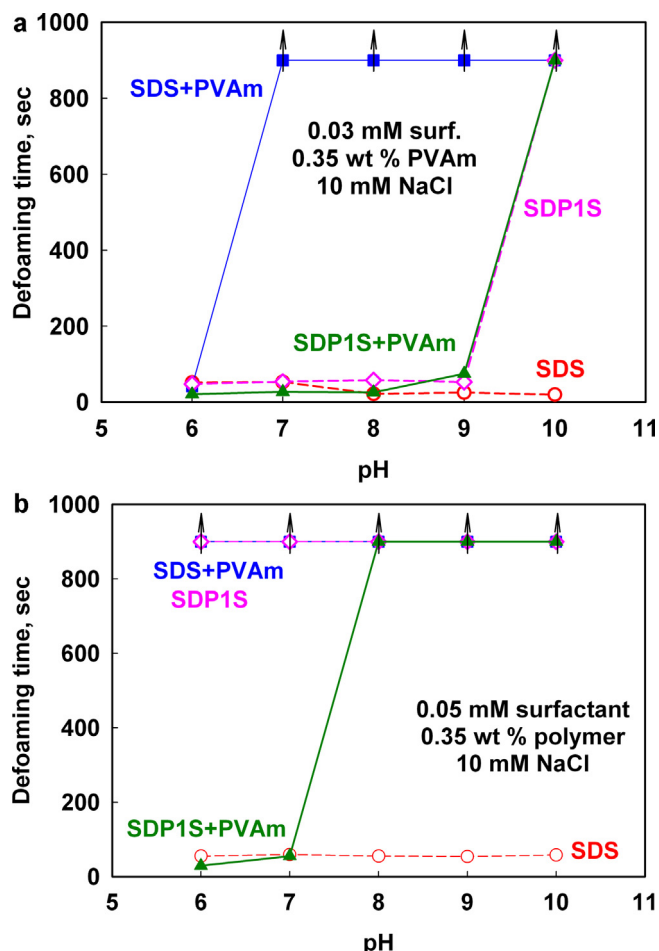 a
1000
800
600
400
200
0
5
6
7
8
9
10
11
Defoaming time, sec
pH
SDS+PVAm
0.03 mM surf.
0.35 wt % PVAm
10 mM NaCl
SDP1S
SDP1S+PVAm
SDS
b
1000
800
600
400
200
0
5
6
7
8
9
10
11
Defoaming time, sec
pH
SDS+PVAm
SDP1S
0.05 mM surfactant
0.35 wt % polymer
10 mM NaCl
SDP1S+PVAm
SDS